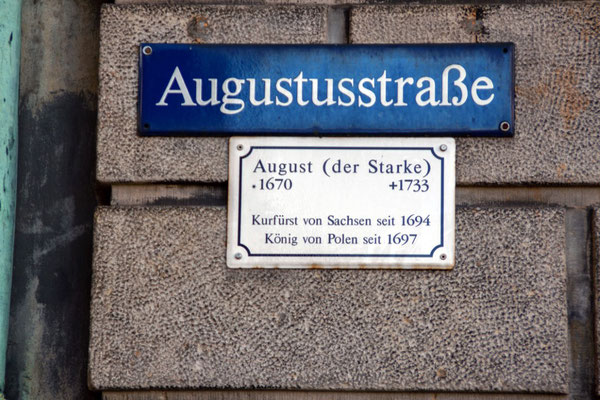 Augustusstraße
August (der Starke)
*1670 +1733
Kurfürst von Sachsen seit 1694
König von Polen seit 1697